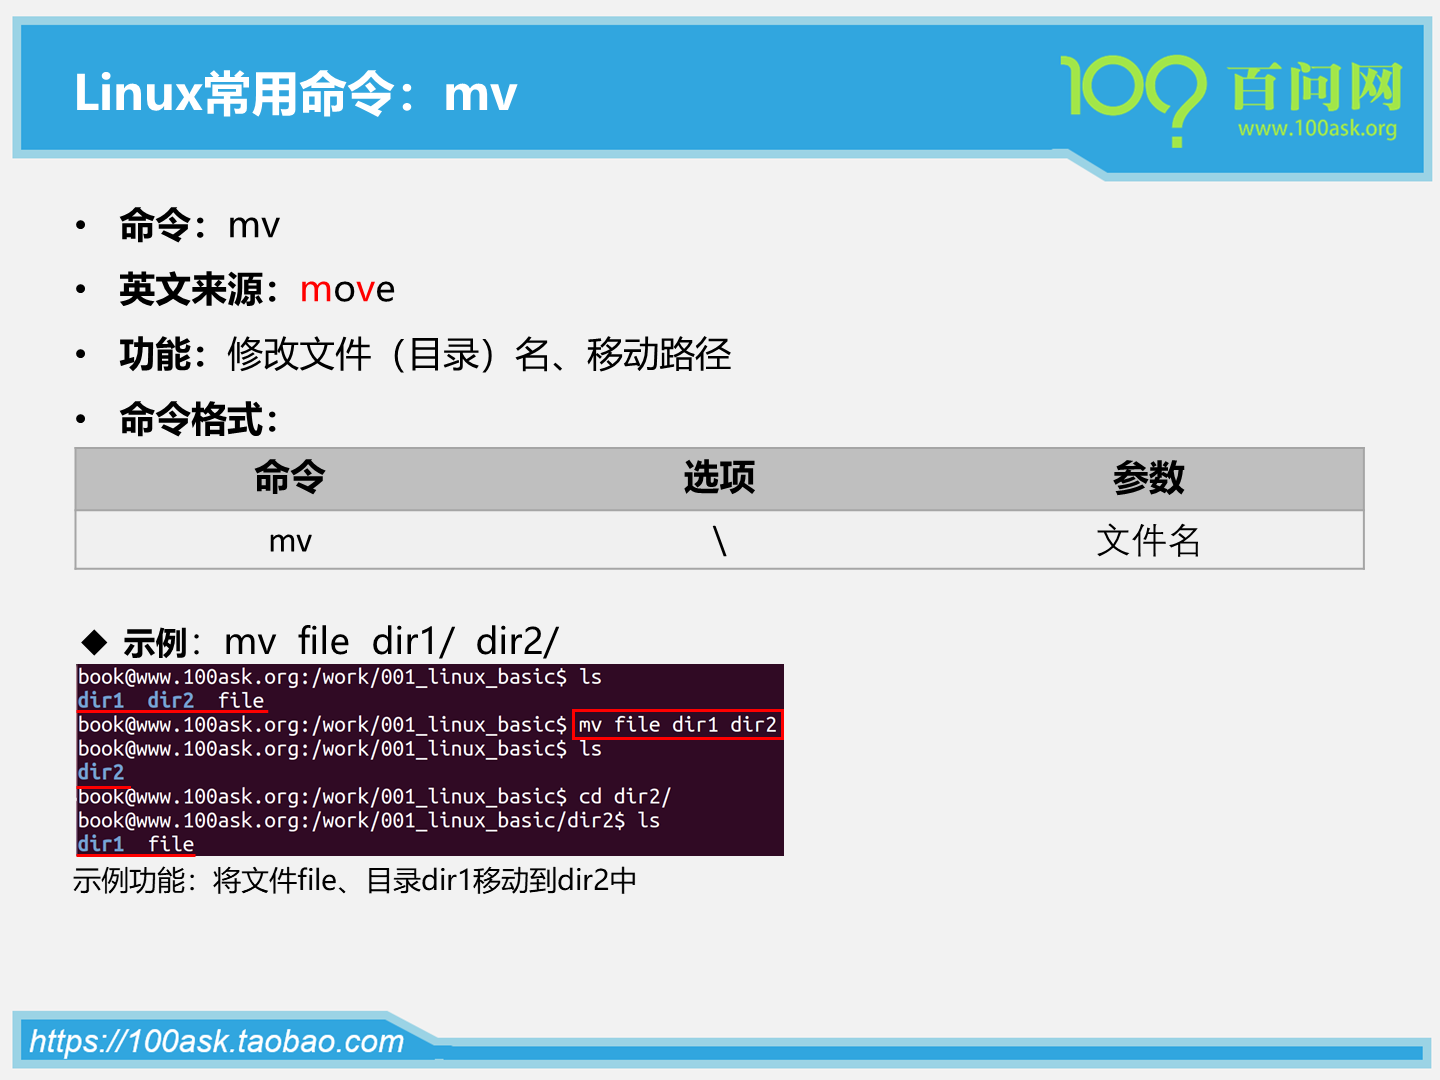 Linux常用命令：mv
100?
百问网
www.100ask.org
• 命令：mv
• 英文来源：move
• 功能：修改文件（目录）名、移动路径
• 命令格式：
命令 选项 参数
mv \ 文件名
◆ 示例：mv file dir1/ dir2/
book@www.100ask.org:/work/001_linux_basic$ ls
dir1 dir2 file
book@www.100ask.org:/work/001_linux_basic$ mv file dir1 dir2
book@www.100ask.org:/work/001_linux_basic$ ls
dir2
book@www.100ask.org:/work/001_linux_basic$ cd dir2/
book@www.100ask.org:/work/001_linux_basic/dir2$ ls
dir1 file
示例功能：将文件file、目录dir1移动到dir2中
https://100ask.taobao.com